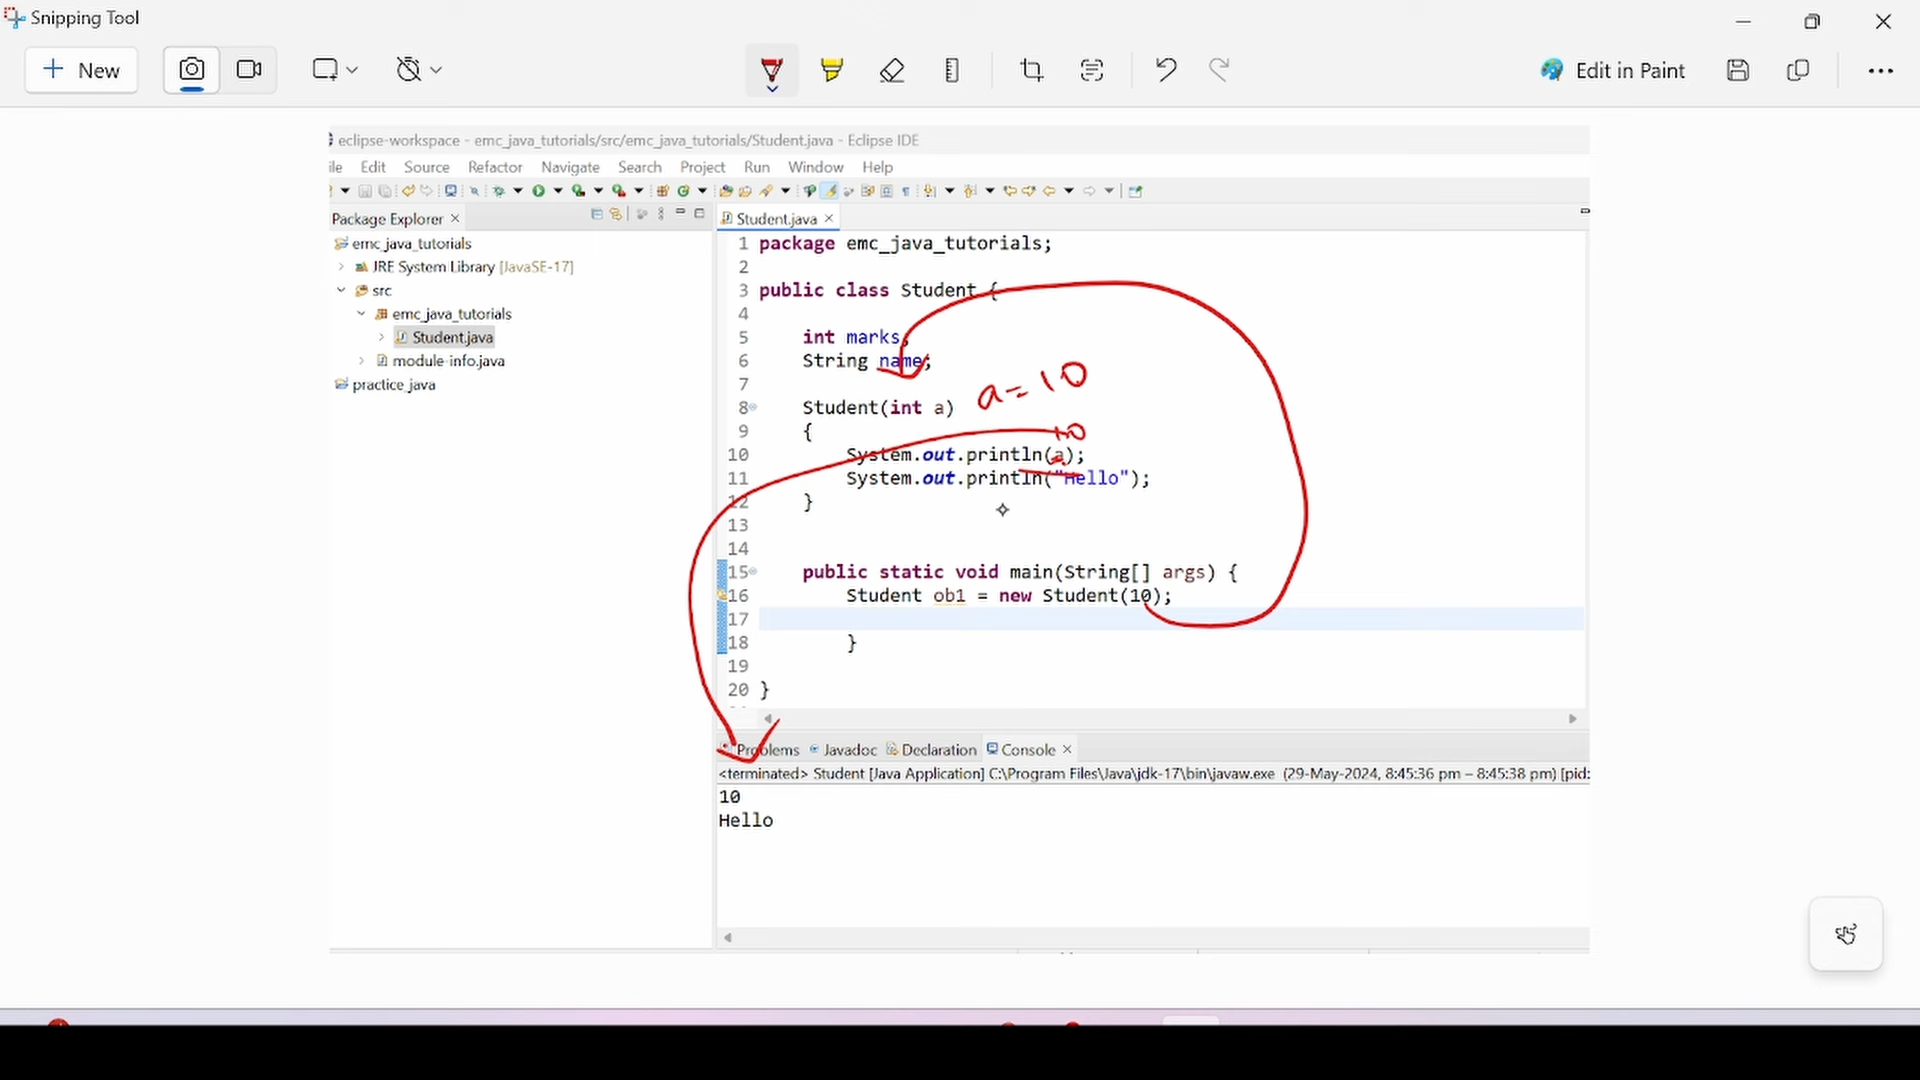 Snipping Tool
New
Edit in Paint
eclipse-workspace - emc_java_tutorials/src/emc_java_tutorials/Student.java - Eclipse IDE
ile Edit Source Refactor Navigate Search Project Run Window Help
Package Explorer
emc_java_tutorials
JRE System Library [JavaSE-17]
src
emc_java_tutorials
Student.java
module-info.java
practice_java
Student.java
1 package emc_java_tutorials;
2
3 public class Student {
4
5 int marks;
6 String name;
7
a=10
8 Student(int a)
9 {
10
10 System.out.println(a);
11 System.out.println("Hello");
12 }
13
14
15 public static void main(String[] args) {
16 Student ob1 = new Student(10);
17
18 }
19
20 }
Problems Javadoc Declaration Console
<terminated> Student [Java Application] C:\Program Files\Java\jdk-17\bin\javaw.exe (29-May-2024, 8:45:36 pm – 8:45:38 pm) [pid:
10
Hello